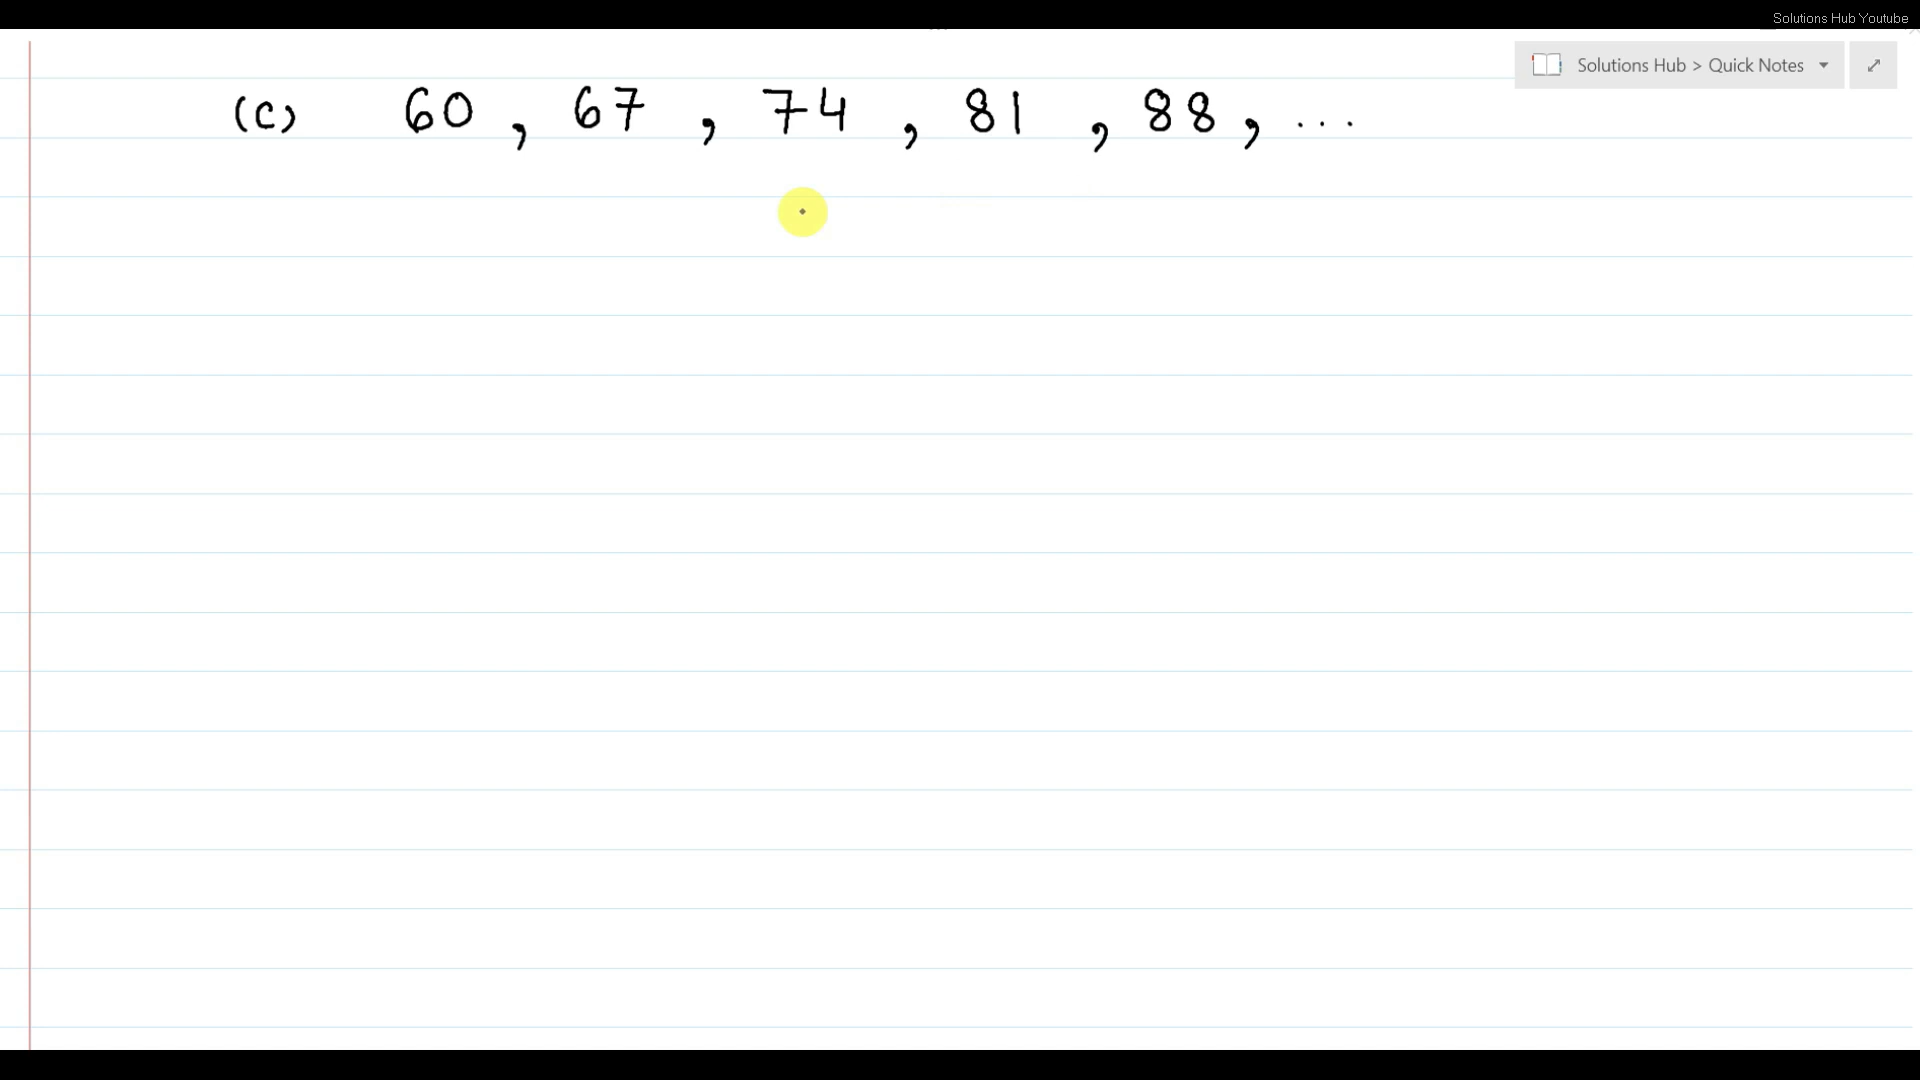 Solutions Hub Youtube
Solutions Hub > Quick Notes
(c) 60, 67, 74, 81, 88, ...